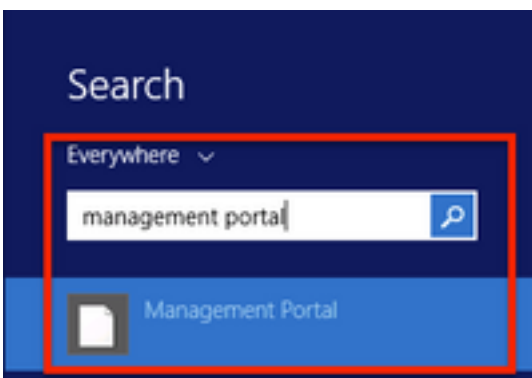 Search
Everywhere
management portal
Management Portal